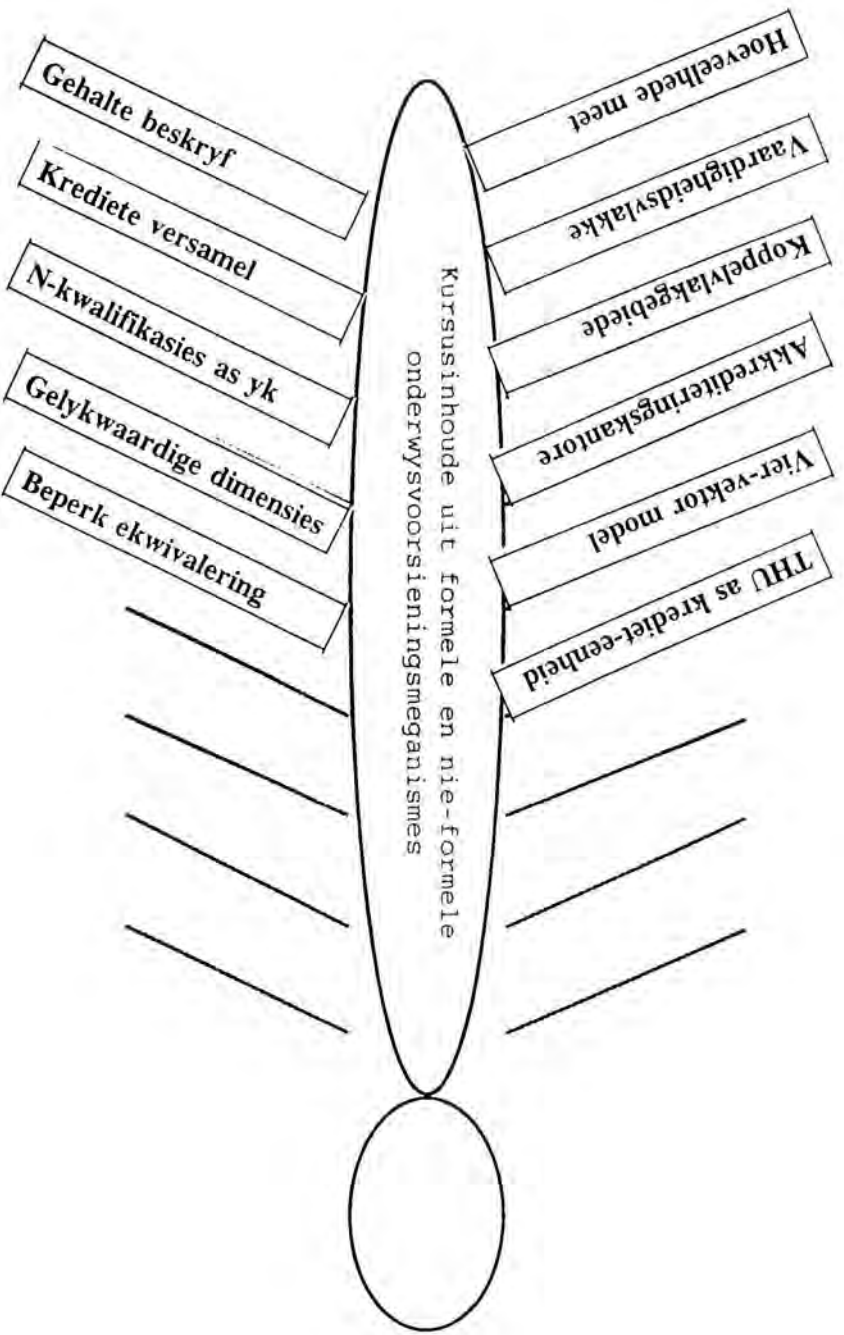 Gehalte beskryf
Krediete versamel
N-kwalifikasies as yk
Gelykwaardige dimensies
Beperk ekwivalering
Kursusinhoude uit formele en nie-formele
onderwysvoorsieningsmeganismes
Hoeveelhede meet
Vaardigheidsvlakke
Koppelvlakgebiede
Akkrediteringskantore
Vier-vektor model
THU as krediet-eenheid